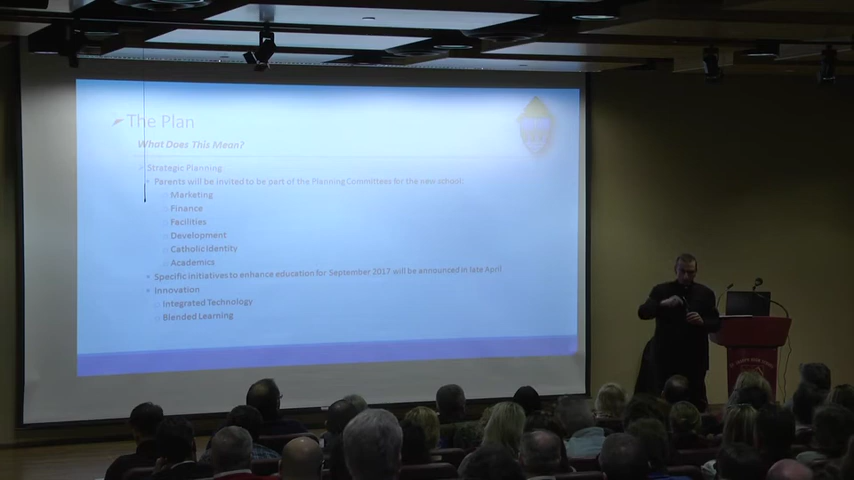 The Plan
What Does This Mean?
Strategic Planning
Parents will be invited to be part of the Planning Committees for the new school:
Marketing
Finance
Facilities
Development
Catholic Identity
Academics
Specific initiatives to enhance education for September 2017 will be announced in late April
Innovation
Integrated Technology
Blended Learning